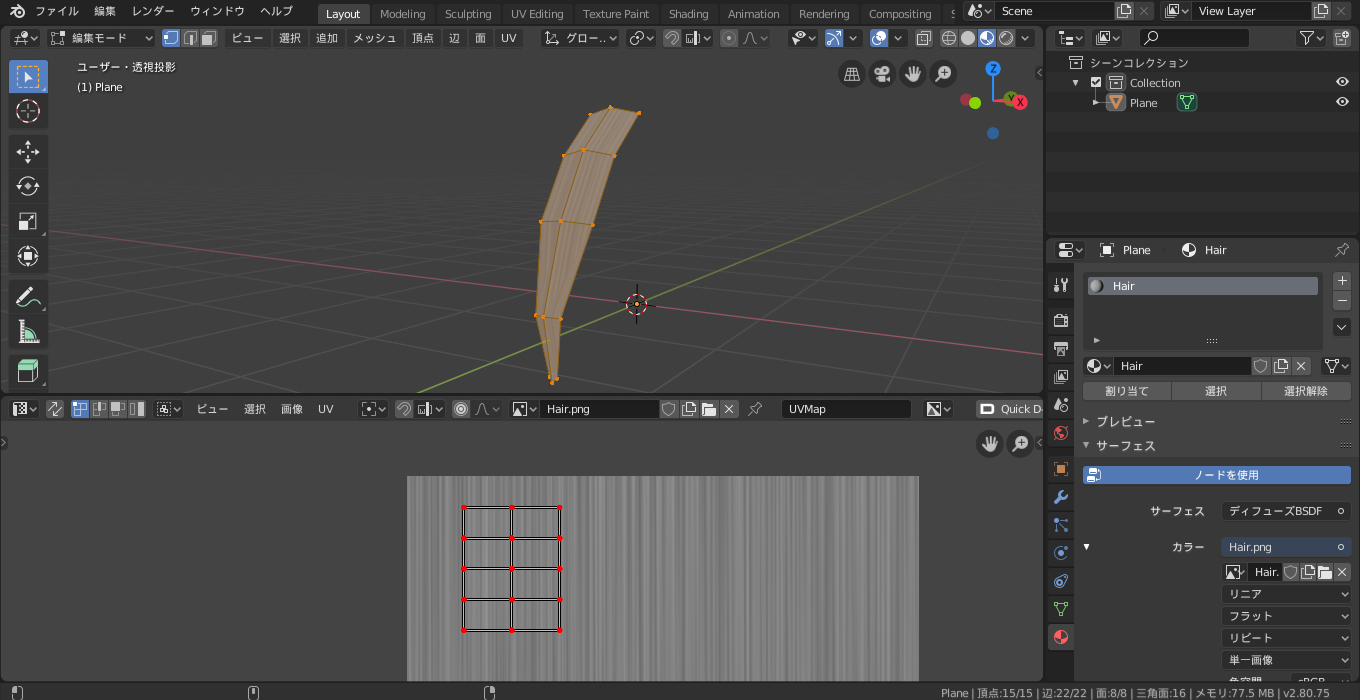 ファイル 編集 レンダー ウィンドウ ヘルプ Layout Modeling Sculpting UV Editing Texture Paint Shading Animation Rendering Compositing Scene View Layer
編集モード ビュー 選択 追加 メッシュ 頂点 辺 面 UV グロー..
ユーザー・透視投影
(1) Plane
Z
Y
X
シーンコレクション
Collection
Plane
Plane Hair
Hair
Hair
割り当て 選択 選択解除
プレビュー
サーフェス
ノードを使用
サーフェス ディフューズBSDF
カラー Hair.png
Hair.
リニア
フラット
リピート
単一画像
色空間 sRGB
ビュー 選択 画像 UV Hair.png UVMap Quick D
Plane | 頂点:15/15 | 辺:22/22 | 面:8/8 | 三角面:16 | メモリ:77.5 MB | v2.80.75